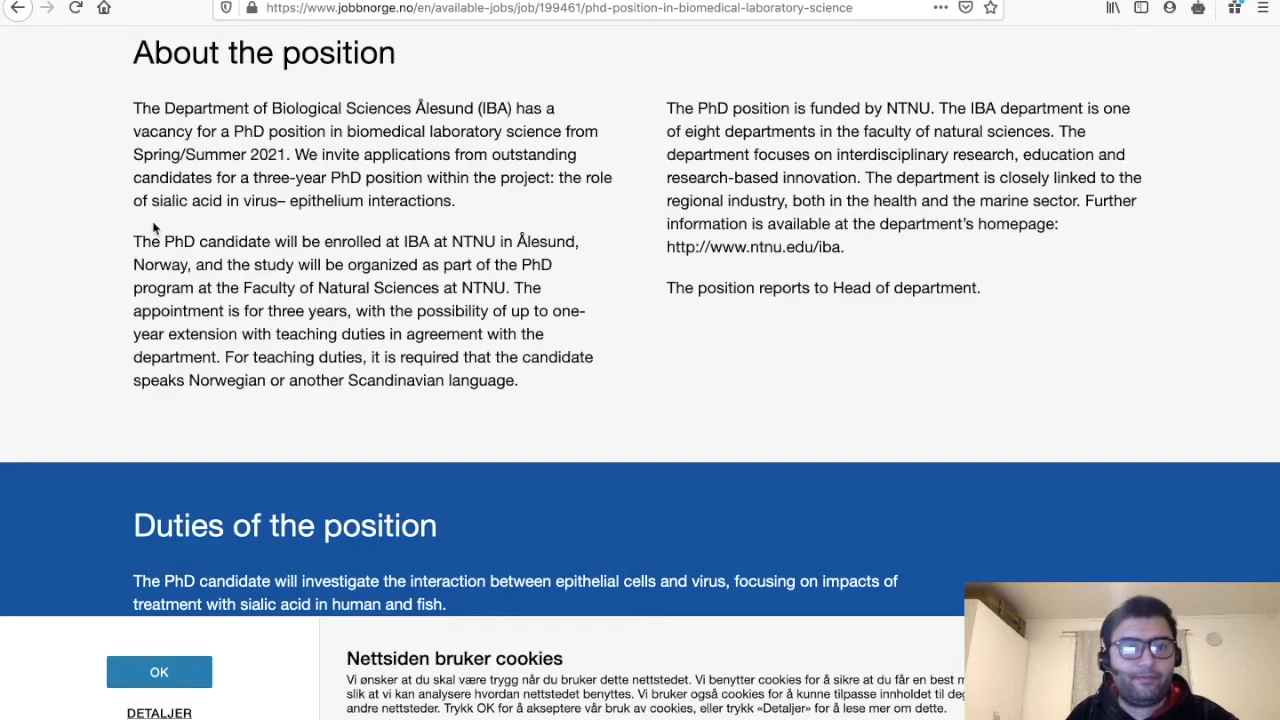 https://www.jobbnorge.no/en/available-jobs/job/199461/phd-position-in-biomedical-laboratory-science
About the position
The Department of Biological Sciences Ålesund (IBA) has a
vacancy for a PhD position in biomedical laboratory science from
Spring/Summer 2021. We invite applications from outstanding
candidates for a three-year PhD position within the project: the role
of sialic acid in virus– epithelium interactions.
The PhD candidate will be enrolled at IBA at NTNU in Ålesund,
Norway, and the study will be organized as part of the PhD
program at the Faculty of Natural Sciences at NTNU. The
appointment is for three years, with the possibility of up to one-
year extension with teaching duties in agreement with the
department. For teaching duties, it is required that the candidate
speaks Norwegian or another Scandinavian language.
The PhD position is funded by NTNU. The IBA department is one
of eight departments in the faculty of natural sciences. The
department focuses on interdisciplinary research, education and
research-based innovation. The department is closely linked to the
regional industry, both in the health and the marine sector. Further
information is available at the department's homepage:
http://www.ntnu.edu/iba.
The position reports to Head of department.
Duties of the position
The PhD candidate will investigate the interaction between epithelial cells and virus, focusing on impacts of
treatment with sialic acid in human and fish.
OK
DETALJER
Nettsiden bruker cookies
Vi ønsker at du skal være trygg når du bruker dette nettstedet. Vi benytter cookies for å sikre at du får en best m
slik at vi kan analysere hvordan nettstedet benyttes. Vi bruker også cookies for å kunne tilpasse innholdet til deg
andre nettsteder. Trykk OK for å akseptere vår bruk av cookies, eller trykk «Detaljer» for å lese mer om dette.